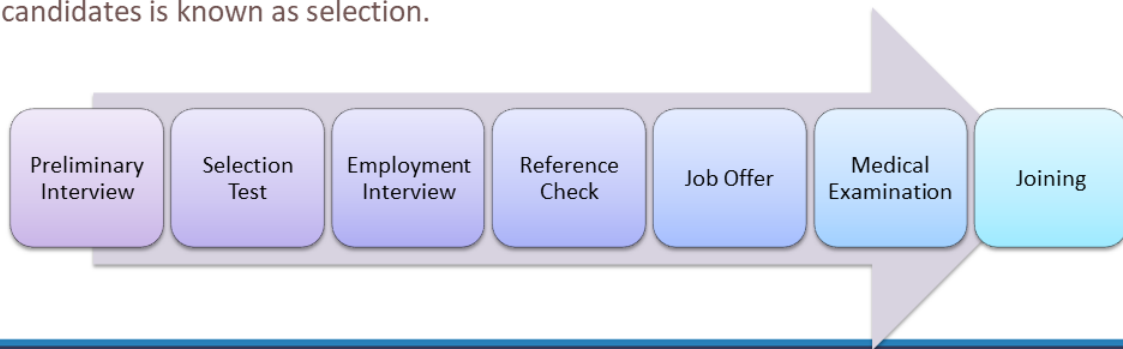 candidates is known as selection.
Preliminary
Interview
Selection
Test
Employment
Interview
Reference
Check
Job Offer
Medical
Examination
Joining